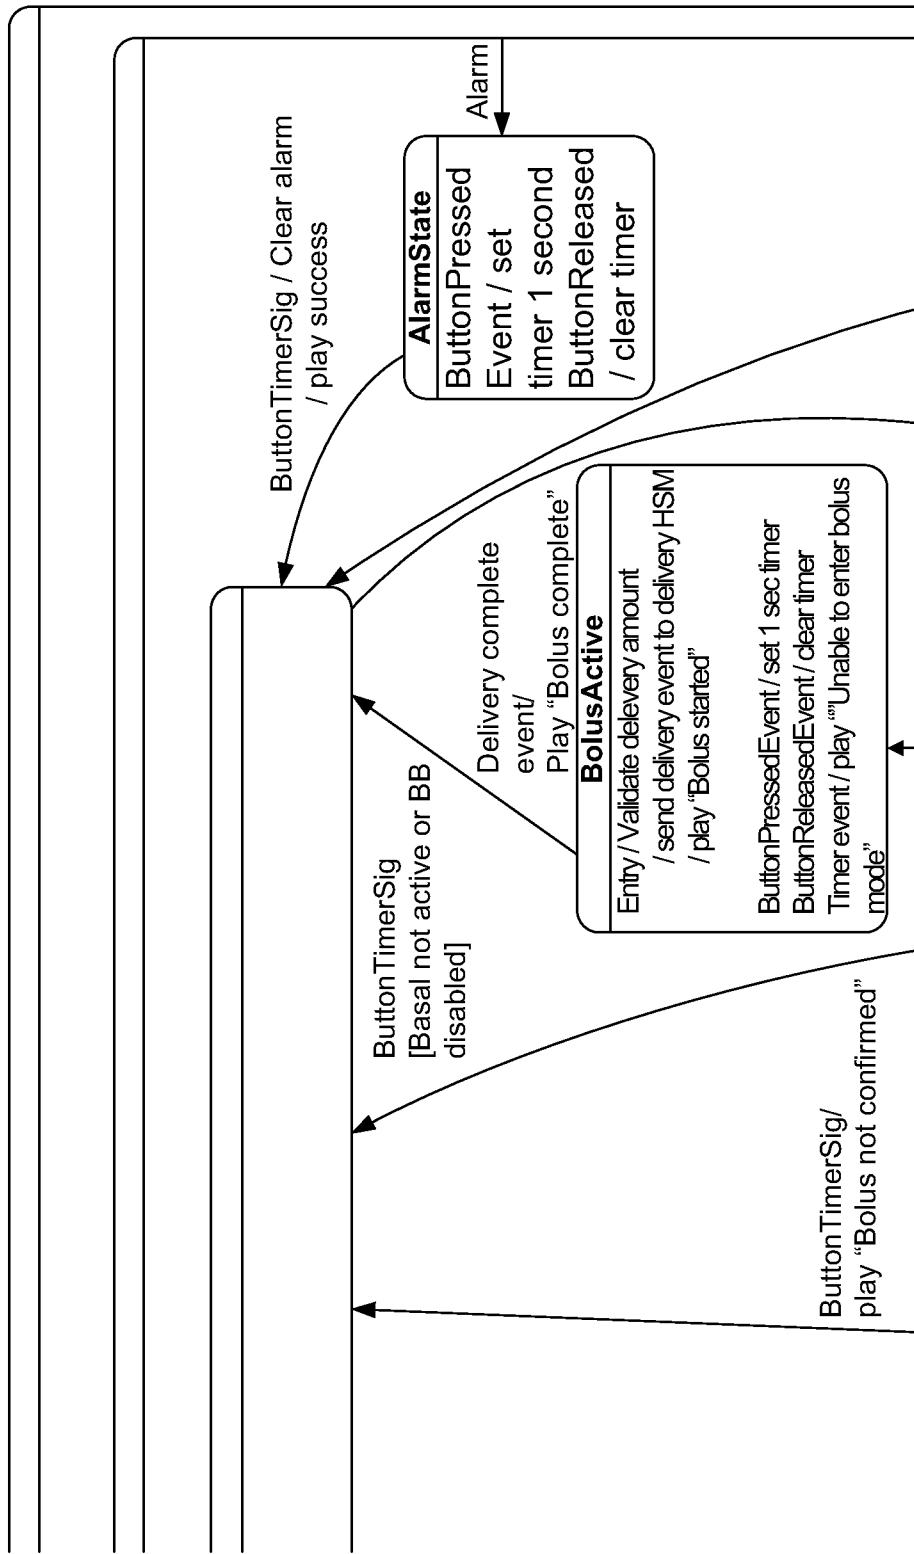 Alarm
ButtonTimerSig / Clear alarm
/ play success
AlarmState
ButtonPressed
Event / set
timer 1 second
ButtonReleased
/ clear timer
Delivery complete
event/
Play “Bolus complete”
BolusActive
Entry / Validate delevery amount
/ send delivery event to delivery HSM
/ play “Bolus started”
ButtonPressedEvent / set 1 sec timer
ButtonReleasedEvent / clear timer
Timer event / play “”Unable to enter bolus
mode”
ButtonTimerSig
[Basal not active or BB
disabled]
ButtonTimerSig/
play “Bolus not confirmed”